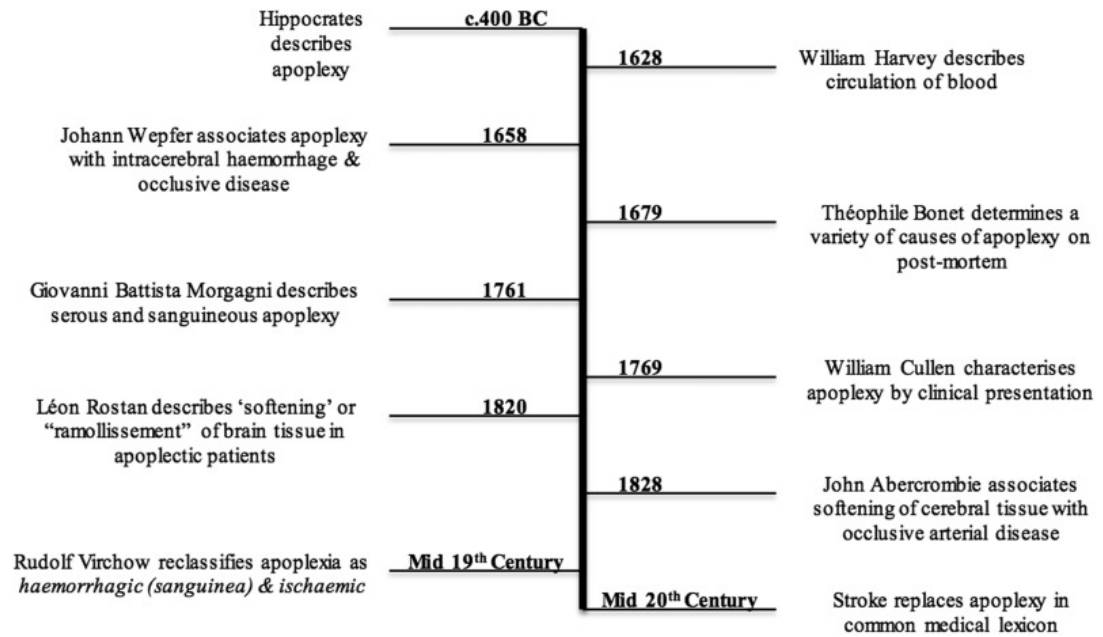 Hippocrates
describes
apoplexy
c.400 BC
1628
William Harvey describes
circulation of blood
Johann Wepfer associates apoplexy
with intracerebral haemorrhage &
occlusive disease
1658
1679
Théophile Bonet determines a
variety of causes of apoplexy on
post-mortem
Giovanni Battista Morgagni describes
serous and sanguineous apoplexy
1761
1769
William Cullen characterises
apoplexy by clinical presentation
Léon Rostan describes ‘softening’ or
“ramollissement” of brain tissue in
apoplectic patients
1820
1828
John Abercrombie associates
softening of cerebral tissue with
occlusive arterial disease
Rudolf Virchow reclassifies apoplexia as
haemorrhagic (sanguinea) & ischaemic
Mid 19th Century
Mid 20th Century
Stroke replaces apoplexy in
common medical lexicon